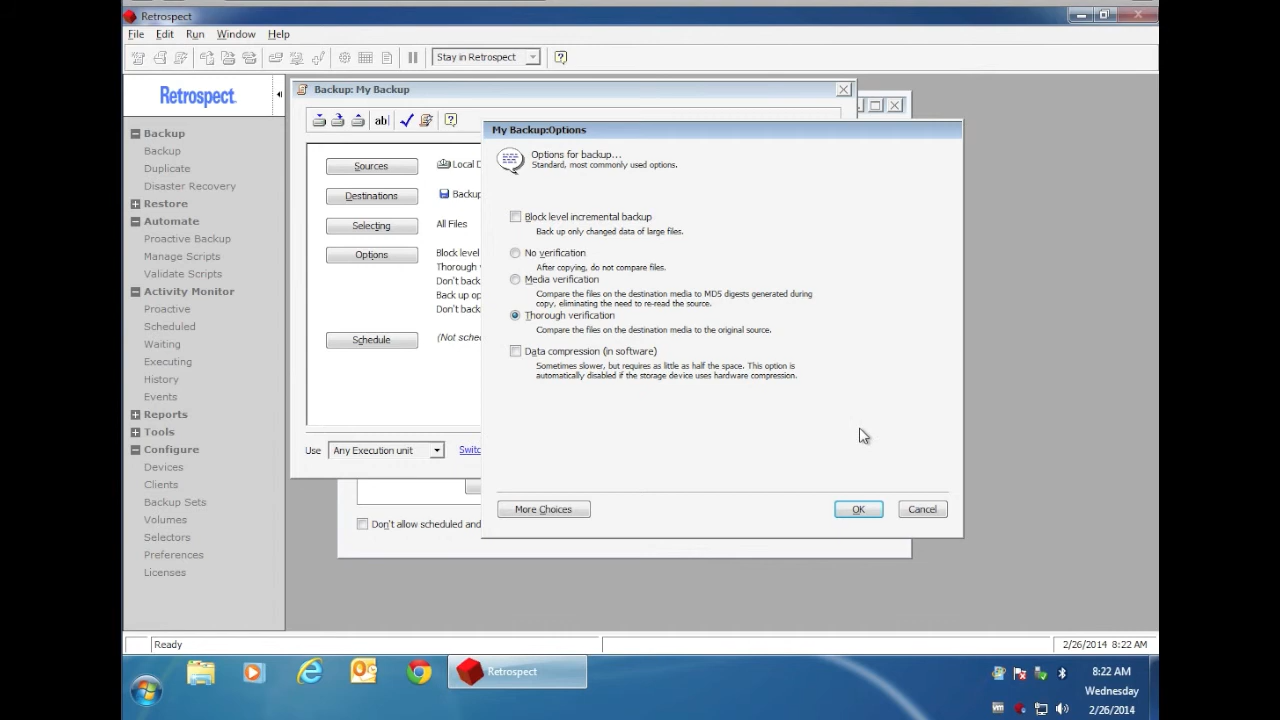 Retrospect
File Edit Run Window Help
Stay in Retrospect
Retrospect
Backup
Backup
Duplicate
Disaster Recovery
Restore
Automate
Proactive Backup
Manage Scripts
Validate Scripts
Activity Monitor
Proactive
Scheduled
Waiting
Executing
History
Events
Reports
Tools
Configure
Devices
Clients
Backup Sets
Volumes
Selectors
Preferences
Licenses
Backup: My Backup
Sources Local D
Destinations Backup
Selecting All Files
Options Block level
Thorough v
Don't back
Back up op
Don't back
Schedule (Not sche
Use Any Execution unit Switc
Don't allow scheduled and
My Backup:Options
Options for backup...
Standard, most commonly used options.
Block level incremental backup
Back up only changed data of large files.
No verification
After copying, do not compare files.
Media verification
Compare the files on the destination media to MD5 digests generated during
copy, eliminating the need to re-read the source.
Thorough verification
Compare the files on the destination media to the original source.
Data compression (in software)
Sometimes slower, but requires as little as half the space. This option is
automatically disabled if the storage device uses hardware compression.
More Choices OK Cancel
Ready 2/26/2014 8:22 AM
Retrospect
8:22 AM
Wednesday
2/26/2014